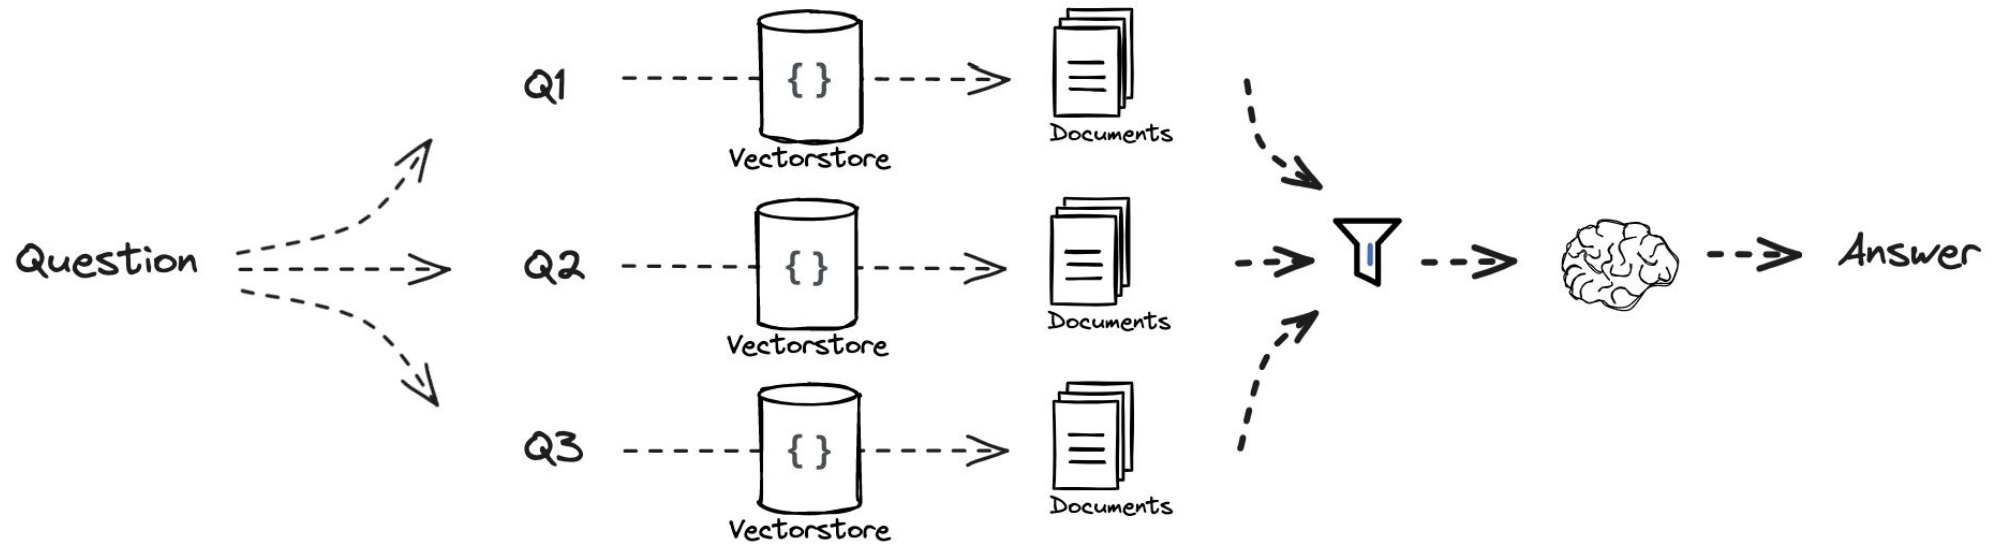 Question
Q1
{ }
Vectorstore
Documents
Q2
{ }
Vectorstore
Documents
Q3
{ }
Vectorstore
Documents
Answer